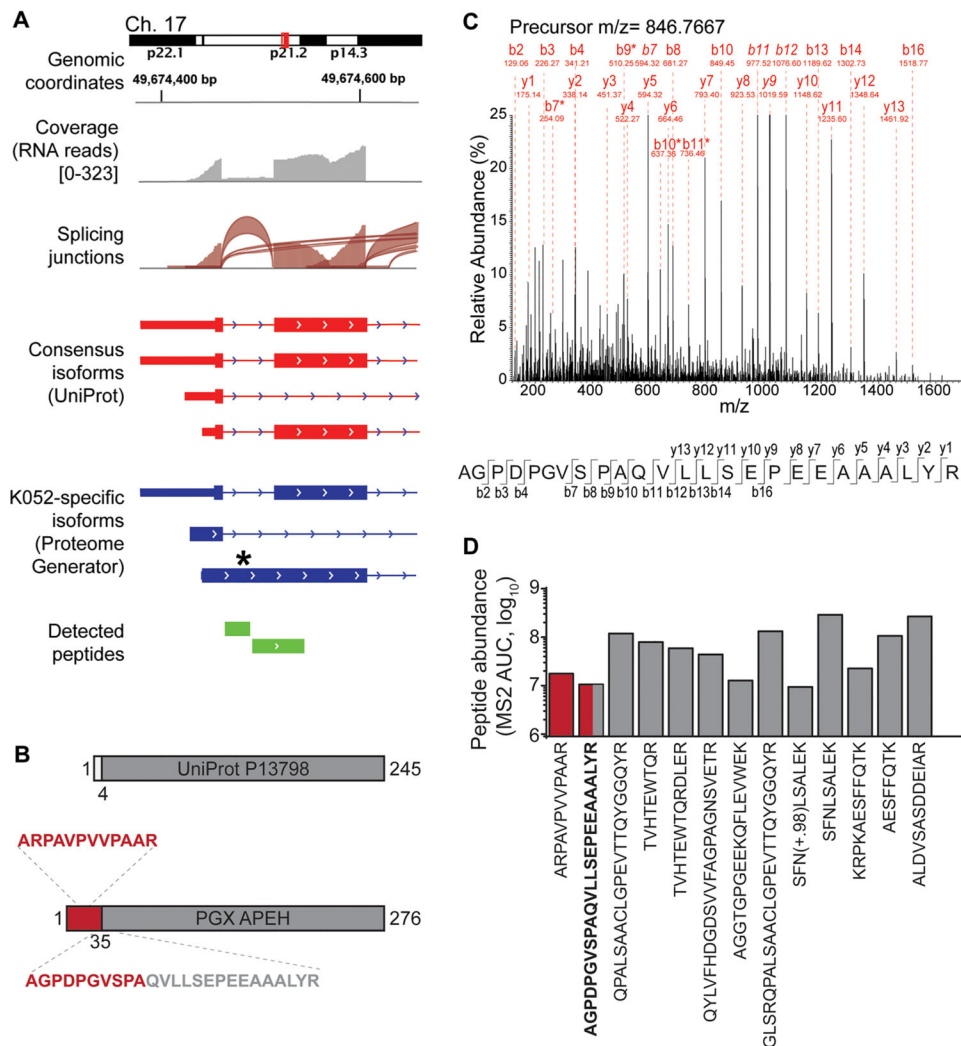 A
Ch. 17
p22.1
p21.2
p14.3
Genomic
coordinates
49,674,400 bp
49,674,600 bp
Coverage
(RNA reads)
[0-323]
Splicing
junctions
Consensus
isoforms
(UniProt)
K052-specific
isoforms
(Proteome
Generator)
*
Detected
peptides
B
1
UniProt P13798
245
4
ARPAVPVVPAAR
1
PGX APEH
276
35
AGPDPGVSPAQVLLSEPEEAAALYR
C
Precursor m/z= 846.7667
b2 b3 b4 b9* b7 b8 b10 b11 b12 b13 b14 b16
129.06 226.27 341.21 510.25 594.32 681.27 849.45 977.52 1076.60 1189.62 1302.73 1518.77
y1 y2 y3 y5 y7 y8 y9 y10 y12
175.14 338.14 451.37 594.32 793.40 923.53 1019.59 1148.62 1348.64
b7* y4 y6 y11 y13
254.09 522.27 664.46 1235.60 1461.92
b10* b11*
637.36 736.46
25
20
15
10
5
0
Relative Abundance (%)
200 400 600 800 1000 1200 1400 1600
m/z
y13 y12 y11 y10 y9 y8 y7 y6 y5 y4 y3 y2 y1
AGPDPGVSPAQVLLSEPEEAAALYR
b2 b3 b4 b7 b8 b9 b10 b11 b12 b13 b14 b16
D
Peptide abundance
(MS2 AUC, log10)
9
8
7
6
ARPAVPVVPAAR
AGPDPGVSPAQVLLSEPEEAAALYR
QPALSAACLGPEVTTQYGGQYR
TVHTEWTQR
TVHTEWTQRDLER
QYLVFHDGDSVVFAGPAGNSVETR
AGGTGPGEEKQFLEVWEK
GLSRQPALSAACLGPEVTTQYGGQYR
SFN(+.98)LSALEK
SFNLSALEK
KRPKAESFFQTK
AESFFQTK
ALDVSASDDEIAR